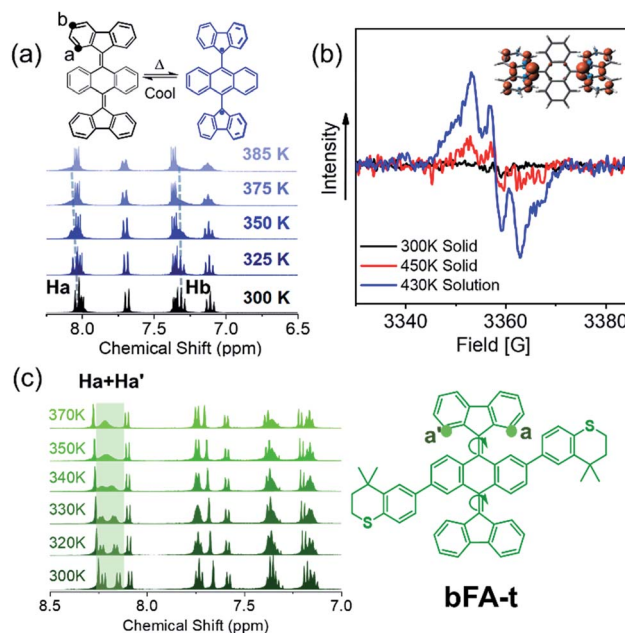 (a)
b
a
Δ
Cool
385 K
375 K
350 K
325 K
300 K
Ha
Hb
8.0 7.5 7.0 6.5
Chemical Shift (ppm)
(b)
Intensity
300K Solid
450K Solid
430K Solution
3340 3360 3380
Field [G]
(c)
Ha+Ha'
370K
350K
340K
330K
320K
300K
8.5 8.0 7.5 7.0
Chemical Shift (ppm)
a' a
S
S
bFA-t